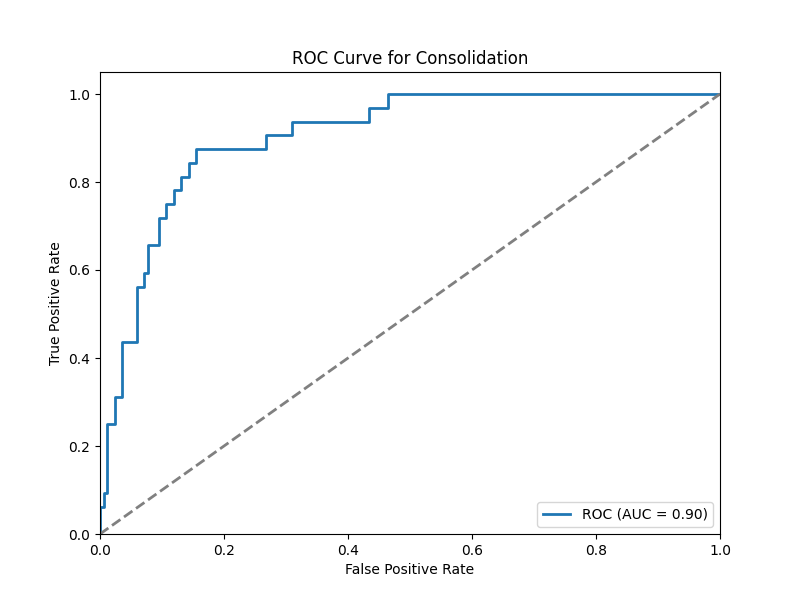 ROC Curve for Consolidation
True Positive Rate
1.0
0.8
0.6
0.4
0.2
0.0
ROC (AUC = 0.90)
0.0 0.2 0.4 0.6 0.8 1.0
False Positive Rate